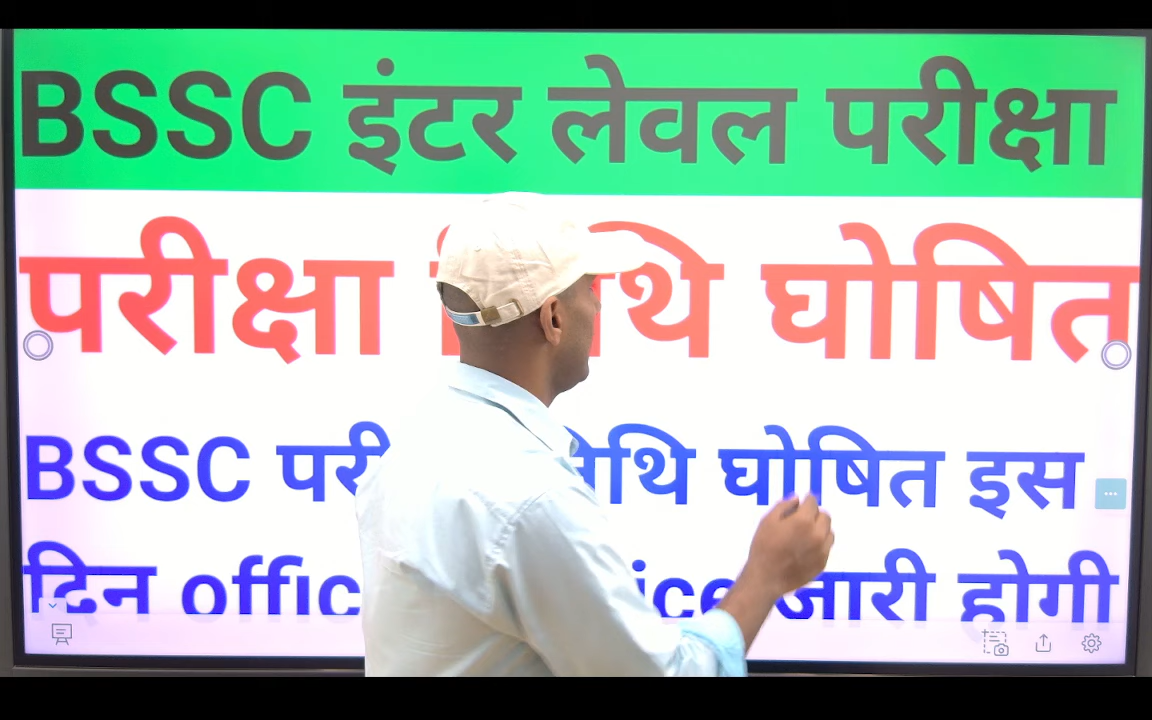 BSSC इंटर लेवल परीक्षा
परीक्षा घोषित
BSSC घोषित इस
दिन जारी होगी